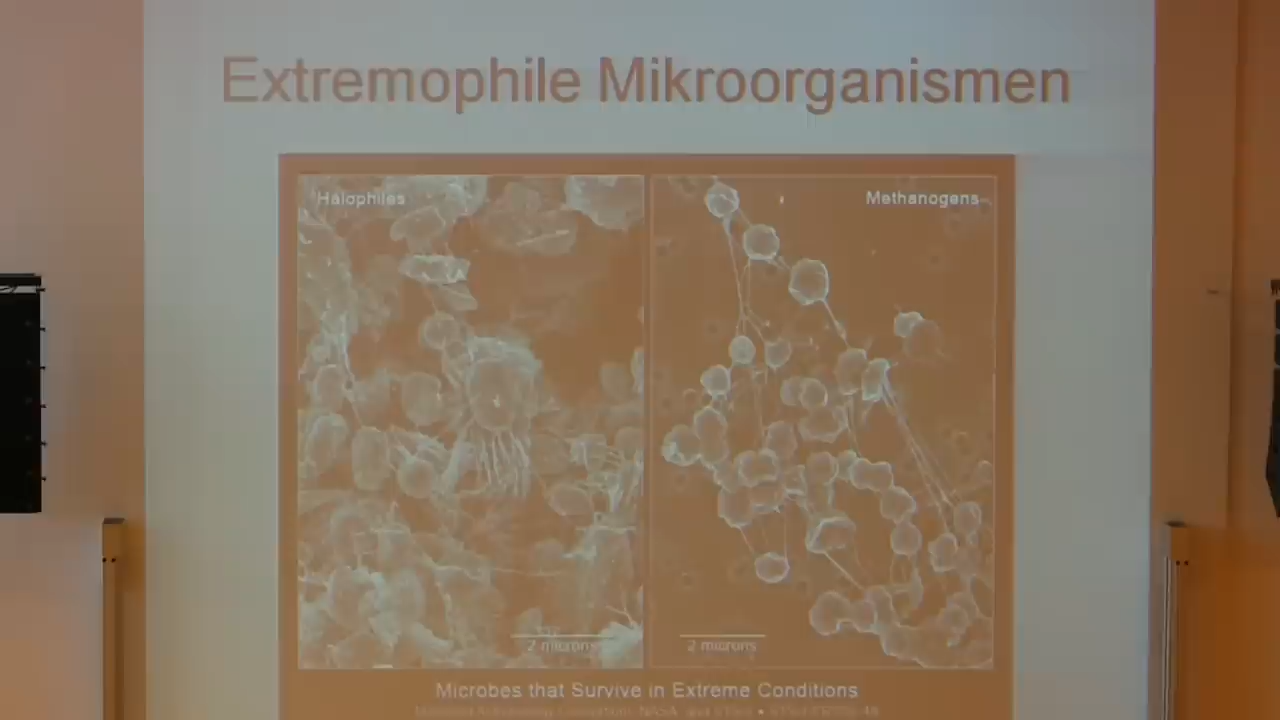 Extremophile Mikroorganismen
Halophiles
Methanogens
2 microns
2 microns
Microbes that Survive in Extreme Conditions